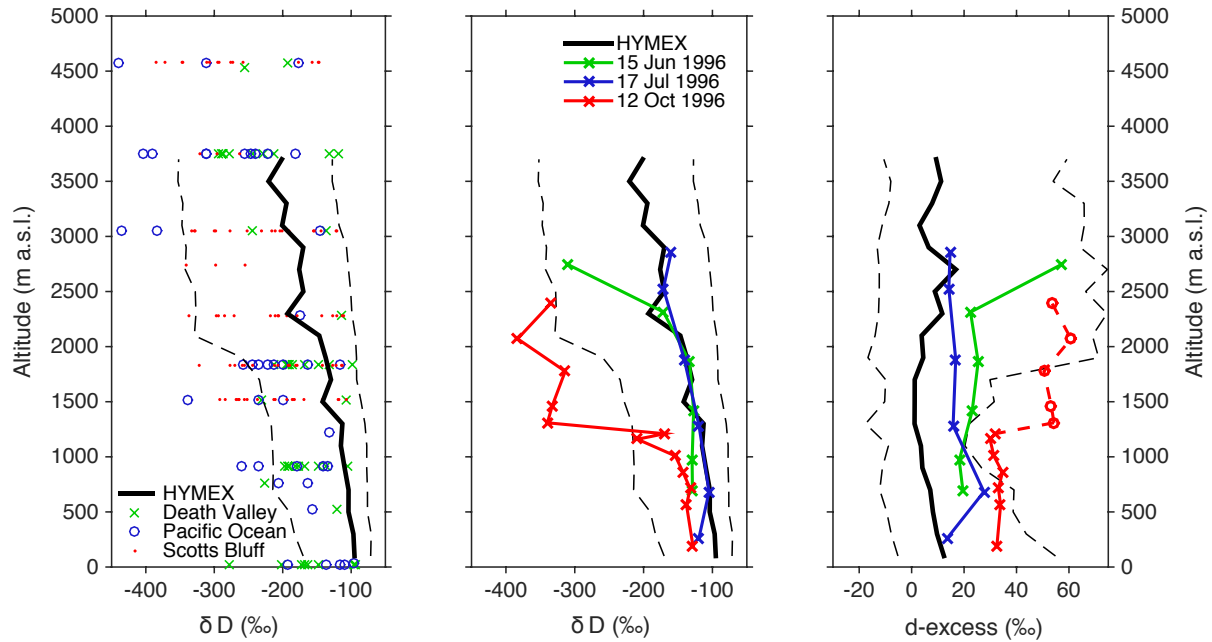 5000
4500
4000
3500
3000
2500
2000
1500
1000
500
0
Altitude (m a.s.l.)
HYMEX
Death Valley
Pacific Ocean
Scotts Bluff
-400
-300
-200
-100
δ D (‰)
HYMEX
15 Jun 1996
17 Jul 1996
12 Oct 1996
-400
-300
-200
-100
δ D (‰)
5000
4500
4000
3500
3000
2500
2000
1500
1000
500
0
Altitude (m a.s.l.)
-20
0
20
40
60
d-excess (‰)